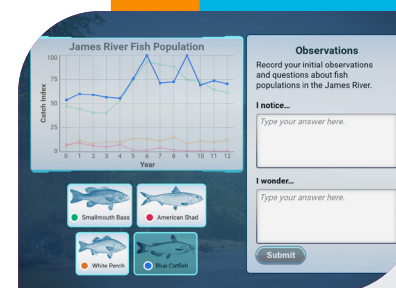 James River Fish Population
Catch Index
100
75
50
25
0
0 1 2 3 4 5 6 7 8 9 10 11 12
Year
Smallmouth Bass
American Shad
White Perch
Blue Catfish
Observations
Record your initial observations
and questions about fish
populations in the James River.
I notice...
Type your answer here.
I wonder...
Type your answer here.
Submit